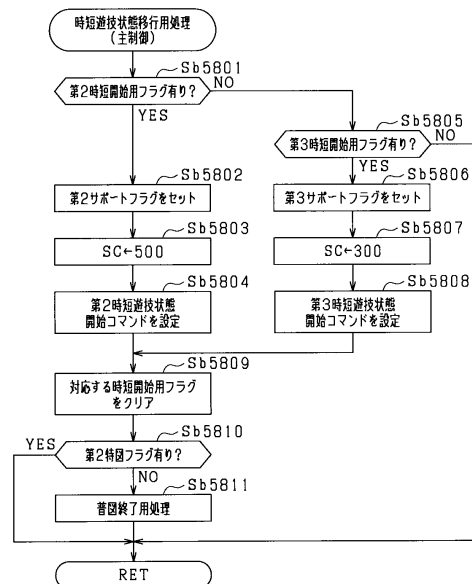 時短遊技状態移行用処理
(主制御)
Sb5801
第2時短開始用フラグ有り?
NO
YES
Sb5805
第3時短開始用フラグ有り?
NO
YES
Sb5802
第2サポートフラグをセット
Sb5806
第3サポートフラグをセット
Sb5803
SC←500
Sb5807
SC←300
Sb5804
第2時短遊技状態
開始コマンドを設定
Sb5808
第3時短遊技状態
開始コマンドを設定
Sb5809
対応する時短開始用フラグ
をクリア
Sb5810
YES
第2特図フラグ有り?
NO
Sb5811
普図終了用処理
RET